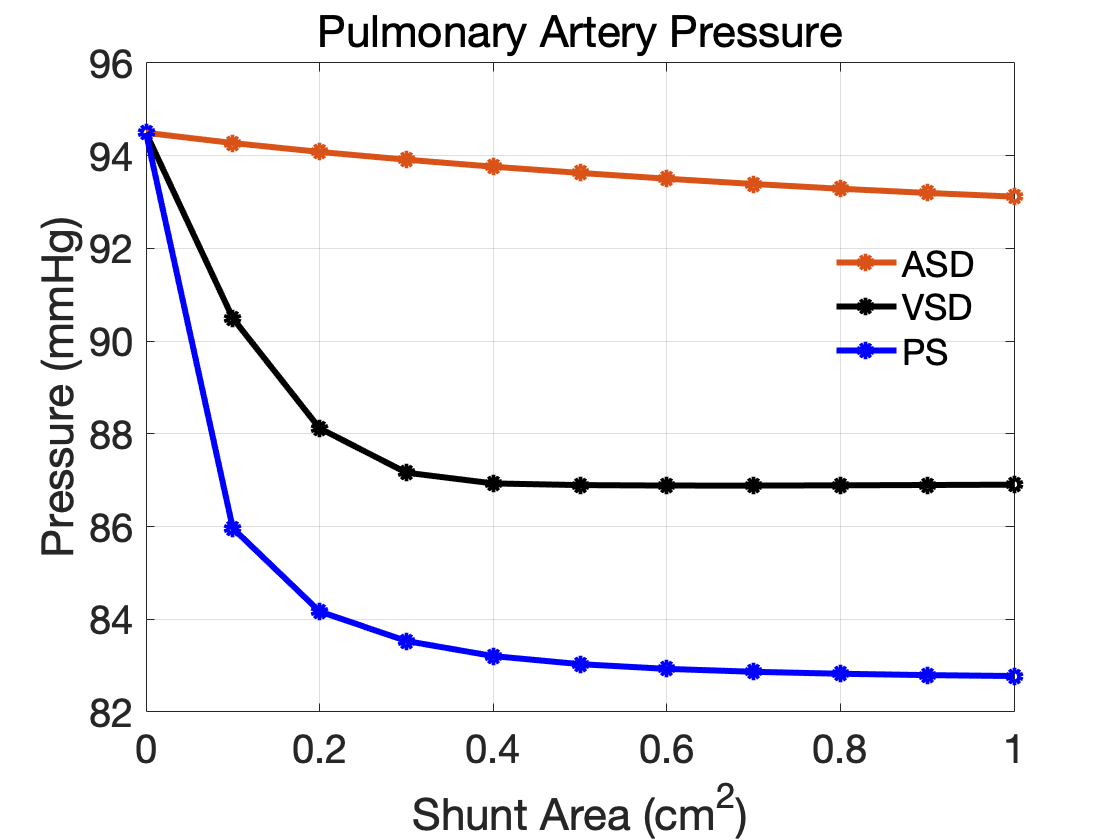 Pulmonary Artery Pressure
96
94
92
90
88
86
84
82
Pressure (mmHg)
ASD
VSD
PS
0 0.2 0.4 0.6 0.8 1
Shunt Area (cm²)